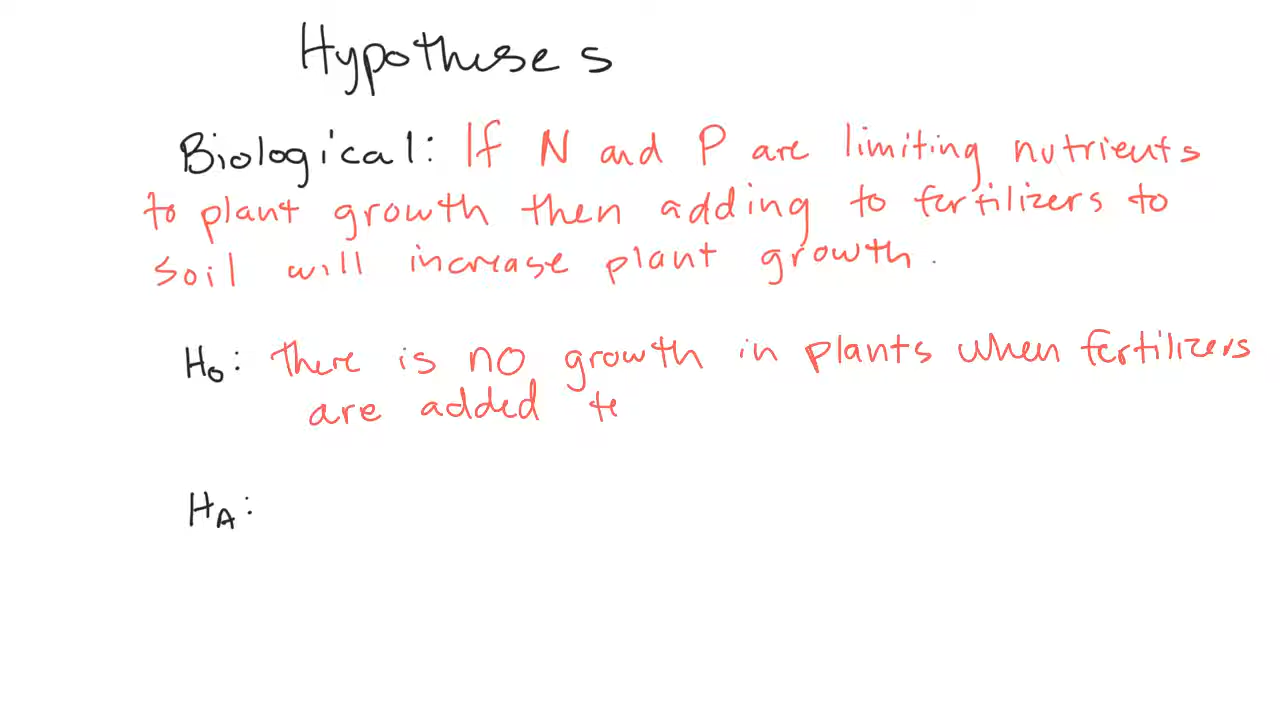 Hypotheses
Biological: If N and P are limiting nutrients
to plant growth then adding to fertilizers to
soil will increase plant growth.
H₀: there is no growth in plants when fertilizers
are added te
Hₐ: